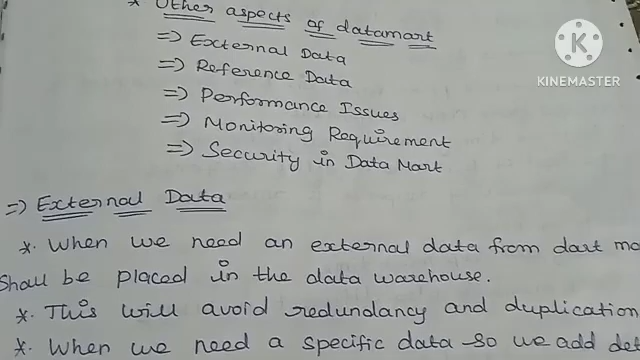 * Other aspects of datamart
=> External Data
=> Reference Data
=> Performance Issues
=> Monitoring Requirement
=> Security in Data Mart
=> External Data
*. When we need an external data from dart
Shall be placed in the data warehouse.
*. This will avoid redundancy and duplication
*. When we need a specific data so we add
K
KINEMASTER